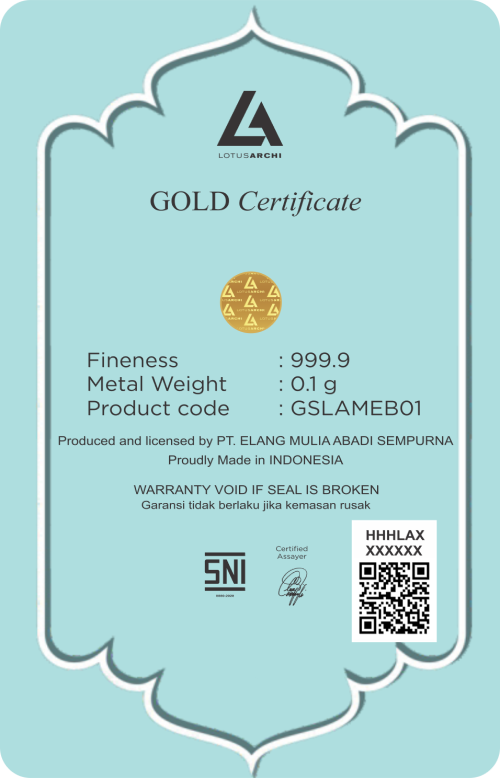 LOTUSARCHI
GOLD Certificate
Fineness : 999.9
Metal Weight : 0.1 g
Product code : GSLAMEB01
Produced and licensed by PT. ELANG MULIA ABADI SEMPURNA
Proudly Made in INDONESIA
WARRANTY VOID IF SEAL IS BROKEN
Garansi tidak berlaku jika kemasan rusak
HHHLAX
XXXXXX
Certified
Assayer
SNI